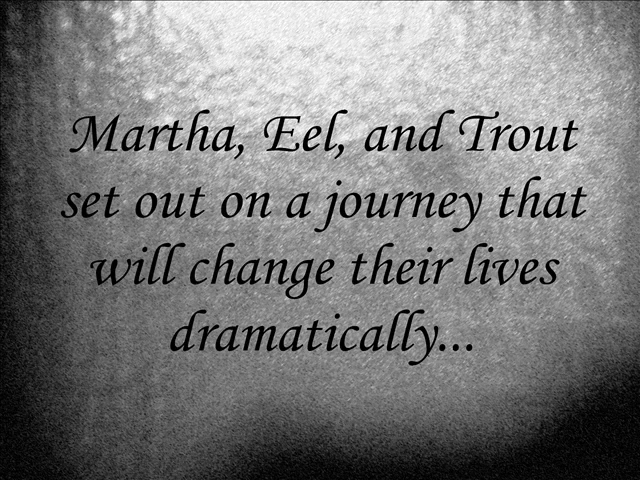 Martha, Eel, and Trout
set out on a journey that
will change their lives
dramatically...